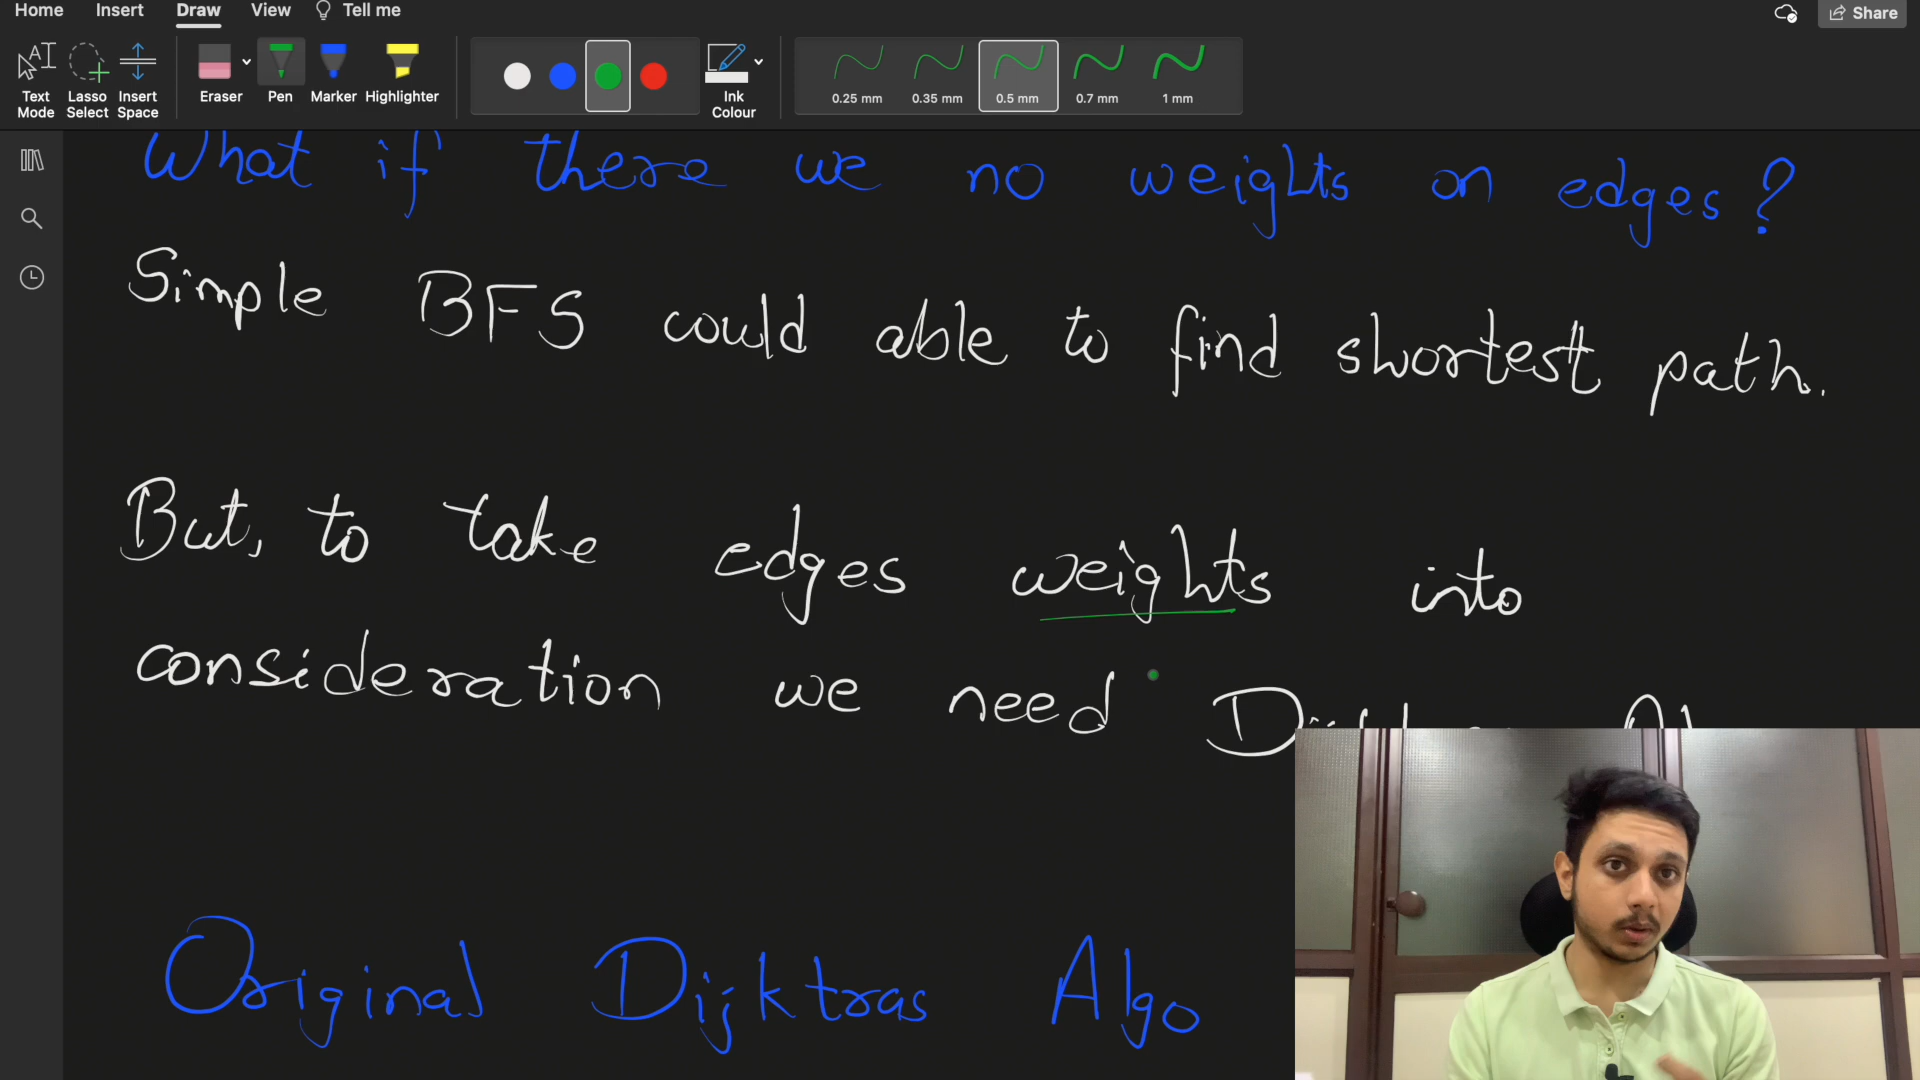 Home Insert Draw View Tell me
Share
Text Mode
Lasso Select
Insert Space
Eraser
Pen
Marker
Highlighter
Ink Colour
0.25 mm
0.35 mm
0.5 mm
0.7 mm
1 mm
What if there we no weights on edges?
Simple BFS could able to find shortest path.
But, to take edges weights into
consideration we need
Original Dijktras Algo